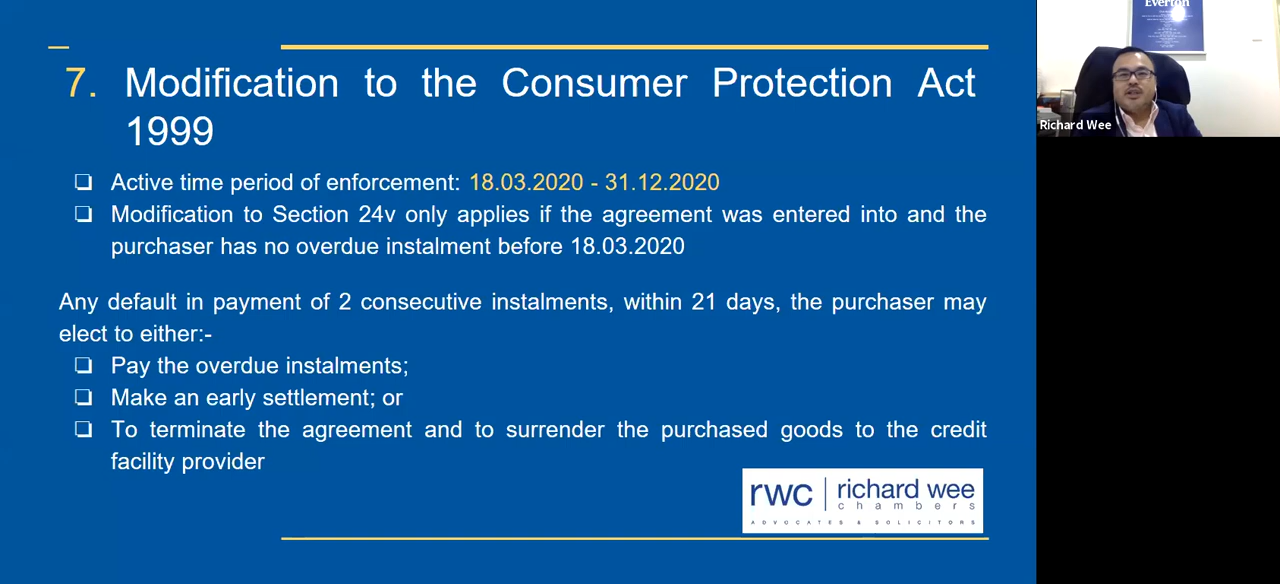 7. Modification to the Consumer Protection Act
1999
❑ Active time period of enforcement: 18.03.2020 - 31.12.2020
❑ Modification to Section 24v only applies if the agreement was entered into and the
purchaser has no overdue instalment before 18.03.2020
Any default in payment of 2 consecutive instalments, within 21 days, the purchaser may
elect to either:-
❑ Pay the overdue instalments;
❑ Make an early settlement; or
❑ To terminate the agreement and to surrender the purchased goods to the credit
facility provider
rwc | richard wee
chambers
ADVOCATES & SOLICITORS
Everton
Richard Wee